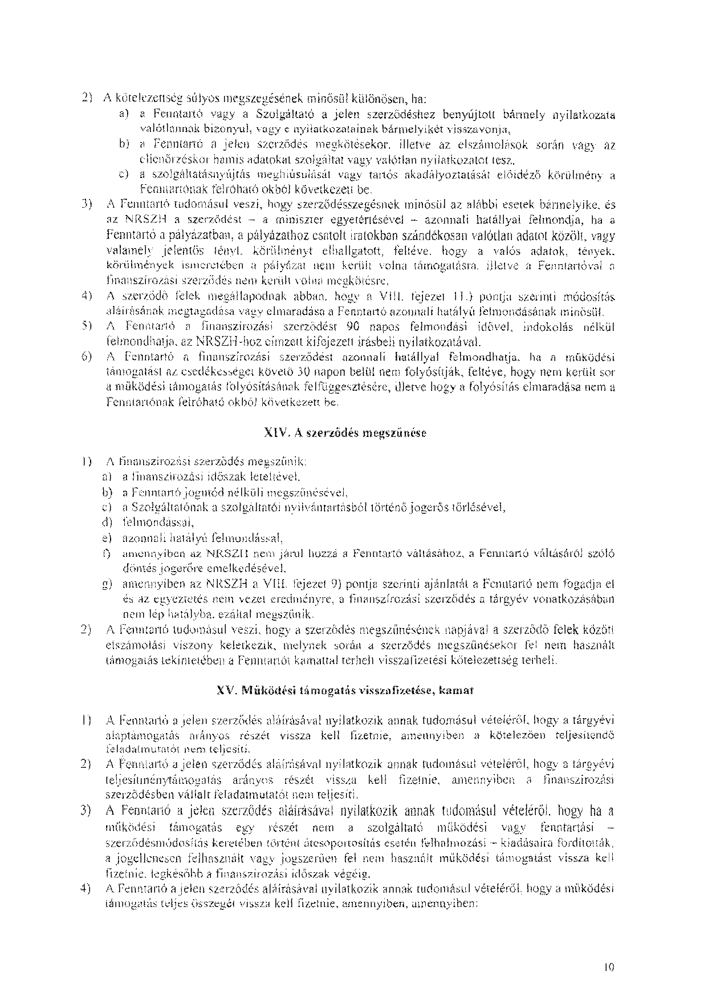 2) A kötelezettség súlyos megszegésének minősül különösen, ha:
a) a Fenntartó vagy a Szolgáltató a jelen szerződéshez benyújtott bármely nyilatkozata
valótlannak bizonyul, vagy e nyilatkozatainak bármelyikét visszavonja,
b) a Fenntartó a jelen szerződés megkötésekor, illetve az elszámolások során vagy az
ellenőrzéskor hamis adatokat szolgáltat vagy valótlan nyilatkozatot tesz,
c) a szolgáltatásnyújtás meghiúsulását vagy tartós akadályoztatását előidéző körülmény a
Fenntartónak felróható okból következett be.
3) A Fenntartó tudomásul veszi, hogy szerződésszegésnek minősül az alábbi esetek bármelyike, és
az NRSZH a szerződést – a miniszter egyetértésével – azonnali hatállyal felmondja, ha a
Fenntartó a pályázatban, a pályázathoz csatolt iratokban szándékosan valótlan adatot közölt, vagy
valamely jelentős tényt, körülményt elhallgatott, feltéve, hogy a valós adatok, tények,
körülmények ismeretében a pályázat nem került volna támogatásra, illetve a Fenntartóval a
finanszírozási szerződés nem került volna megkötésre.
4) A szerződő felek megállapodnak abban, hogy a VIII. fejezet 11.) pontja szerinti módosítás
aláírásának megtagadása vagy elmaradása a Fenntartó azonnali hatályú felmondásának minősül.
5) A Fenntartó a finanszírozási szerződést 90 napos felmondási idővel, indokolás nélkül
felmondhatja, az NRSZH-hoz címzett kifejezett írásbeli nyilatkozatával.
6) A Fenntartó a finanszírozási szerződést azonnali hatállyal felmondhatja, ha a működési
támogatást az esedékességet követő 30 napon belül nem folyósítják, feltéve, hogy nem került sor
a működési támogatás folyósításának felfüggesztésére, illetve hogy a folyósítás elmaradása nem a
Fenntartónak felróható okból következett be.
XIV. A szerződés megszűnése
1) A finanszírozási szerződés megszűnik:
a) a finanszírozási időszak leteltével,
b) a Fenntartó jogutód nélküli megszűnésével,
c) a Szolgáltatónak a szolgáltatói nyilvántartásból történő jogerős törlésével,
d) felmondással,
e) azonnali hatályú felmondással,
f) amennyiben az NRSZH nem járul hozzá a Fenntartó váltásához, a Fenntartó váltásáról szóló
döntés jogerőre emelkedésével,
g) amennyiben az NRSZH a VIII. fejezet 9) pontja szerinti ajánlatát a Fenntartó nem fogadja el
és az egyeztetés nem vezet eredményre, a finanszírozási szerződés a tárgyév vonatkozásában
nem lép hatályba, ezáltal megszűnik.
2) A Fenntartó tudomásul veszi, hogy a szerződés megszűnésének napjával a szerződő felek között
elszámolási viszony keletkezik, melynek során a szerződés megszűnésekor fel nem használt
támogatás tekintetében a Fenntartót kamattal terhelt visszafizetési kötelezettség terheli.
XV. Működési támogatás visszafizetése, kamat
1) A Fenntartó a jelen szerződés aláírásával nyilatkozik annak tudomásul vételéről, hogy a tárgyévi
alaptámogatás arányos részét vissza kell fizetnie, amennyiben a kötelezően teljesítendő
feladatmutatót nem teljesíti.
2) A Fenntartó a jelen szerződés aláírásával nyilatkozik annak tudomásul vételéről, hogy a tárgyévi
teljesítménytámogatás arányos részét vissza kell fizetnie, amennyiben a finanszírozási
szerződésben vállalt feladatmutatót nem teljesíti.
3) A Fenntartó a jelen szerződés aláírásával nyilatkozik annak tudomásul vételéről, hogy ha a
működési támogatás egy részét nem a szolgáltató működési vagy fenntartási –
szerződésmódosítás keretében történt átcsoportosítás esetén felhalmozási – kiadásaira fordították,
a jogellenesen felhasznált vagy jogszerűen fel nem használt működési támogatást vissza kell
fizetnie, legkésőbb a finanszírozási időszak végéig.
4) A Fenntartó a jelen szerződés aláírásával nyilatkozik annak tudomásul vételéről, hogy a működési
támogatás teljes összegét vissza kell fizetnie, amennyiben, amennyiben:
10